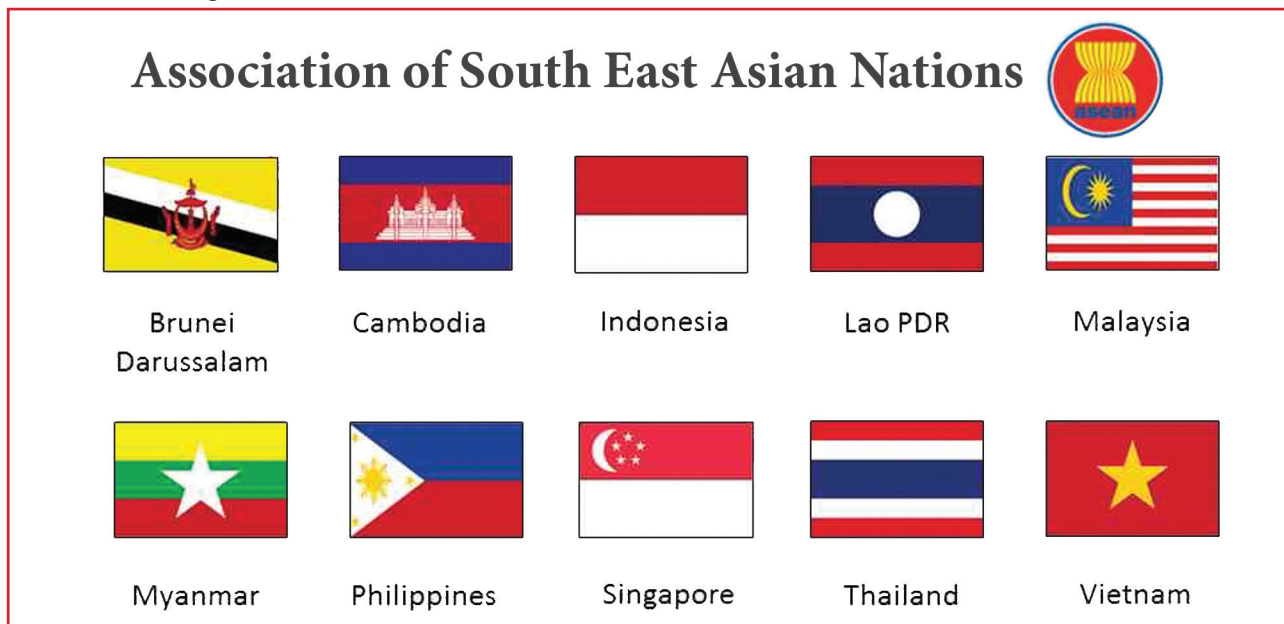 Association of South East Asian Nations
asean
Brunei
Darussalam
Cambodia
Indonesia
Lao PDR
Malaysia
Myanmar
Philippines
Singapore
Thailand
Vietnam